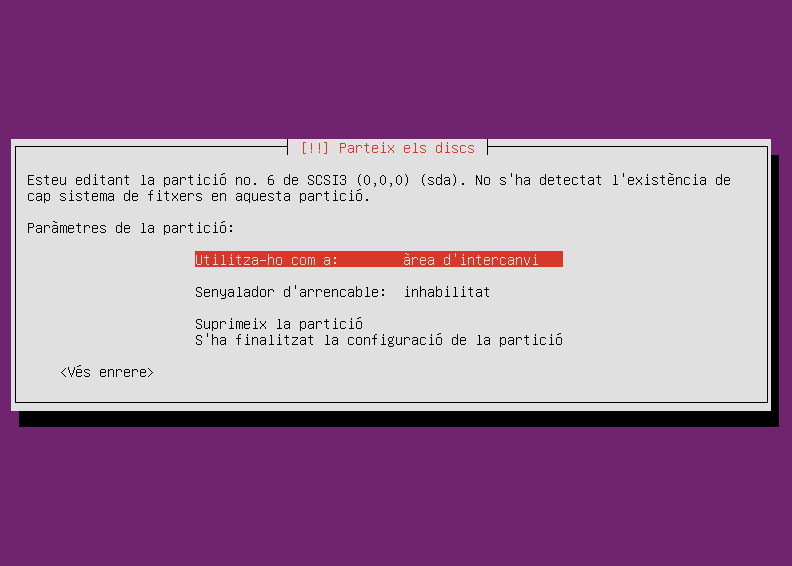 [!!] Parteix els discs
Esteu editant la partició no. 6 de SCSI3 (0,0,0) (sda). No s'ha detectat l'existència de
cap sistema de fitxers en aquesta partició.
Paràmetres de la partició:
Utilitza-ho com a: àrea d'intercanvi
Senyalador d'arrencable: inhabilitat
Suprimeix la partició
S'ha finalitzat la configuració de la partició
<Vés enrere>